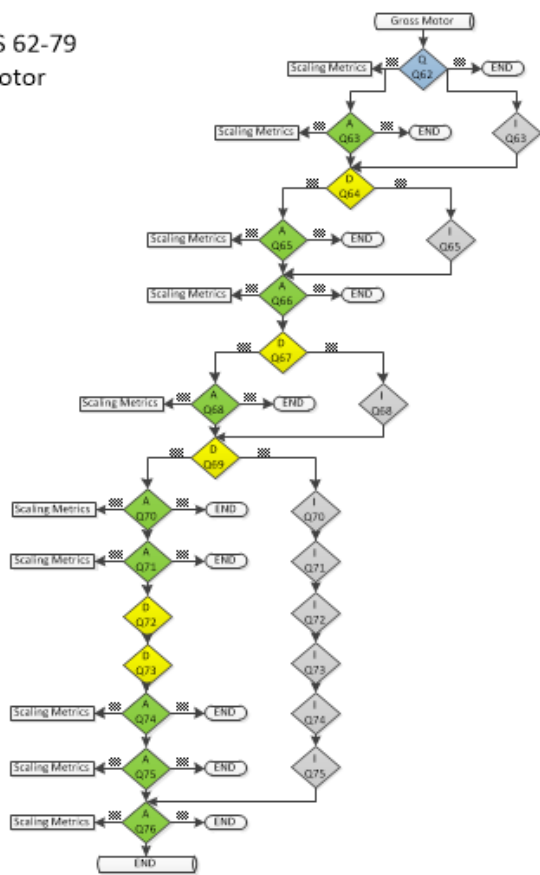 S 62-79
otor
Gross Motor
Scaling Metrics
Q
Q62
END
Scaling Metrics
A
Q63
END
I
Q63
D
Q64
Scaling Metrics
A
Q65
END
I
Q65
Scaling Metrics
A
Q66
END
D
Q67
Scaling Metrics
A
Q68
END
I
Q68
D
Q69
Scaling Metrics
A
Q70
END
I
Q70
Scaling Metrics
A
Q71
END
I
Q71
D
Q72
I
Q72
D
Q73
I
Q73
Scaling Metrics
A
Q74
END
I
Q74
Scaling Metrics
A
Q75
END
I
Q75
Scaling Metrics
A
Q76
END
END